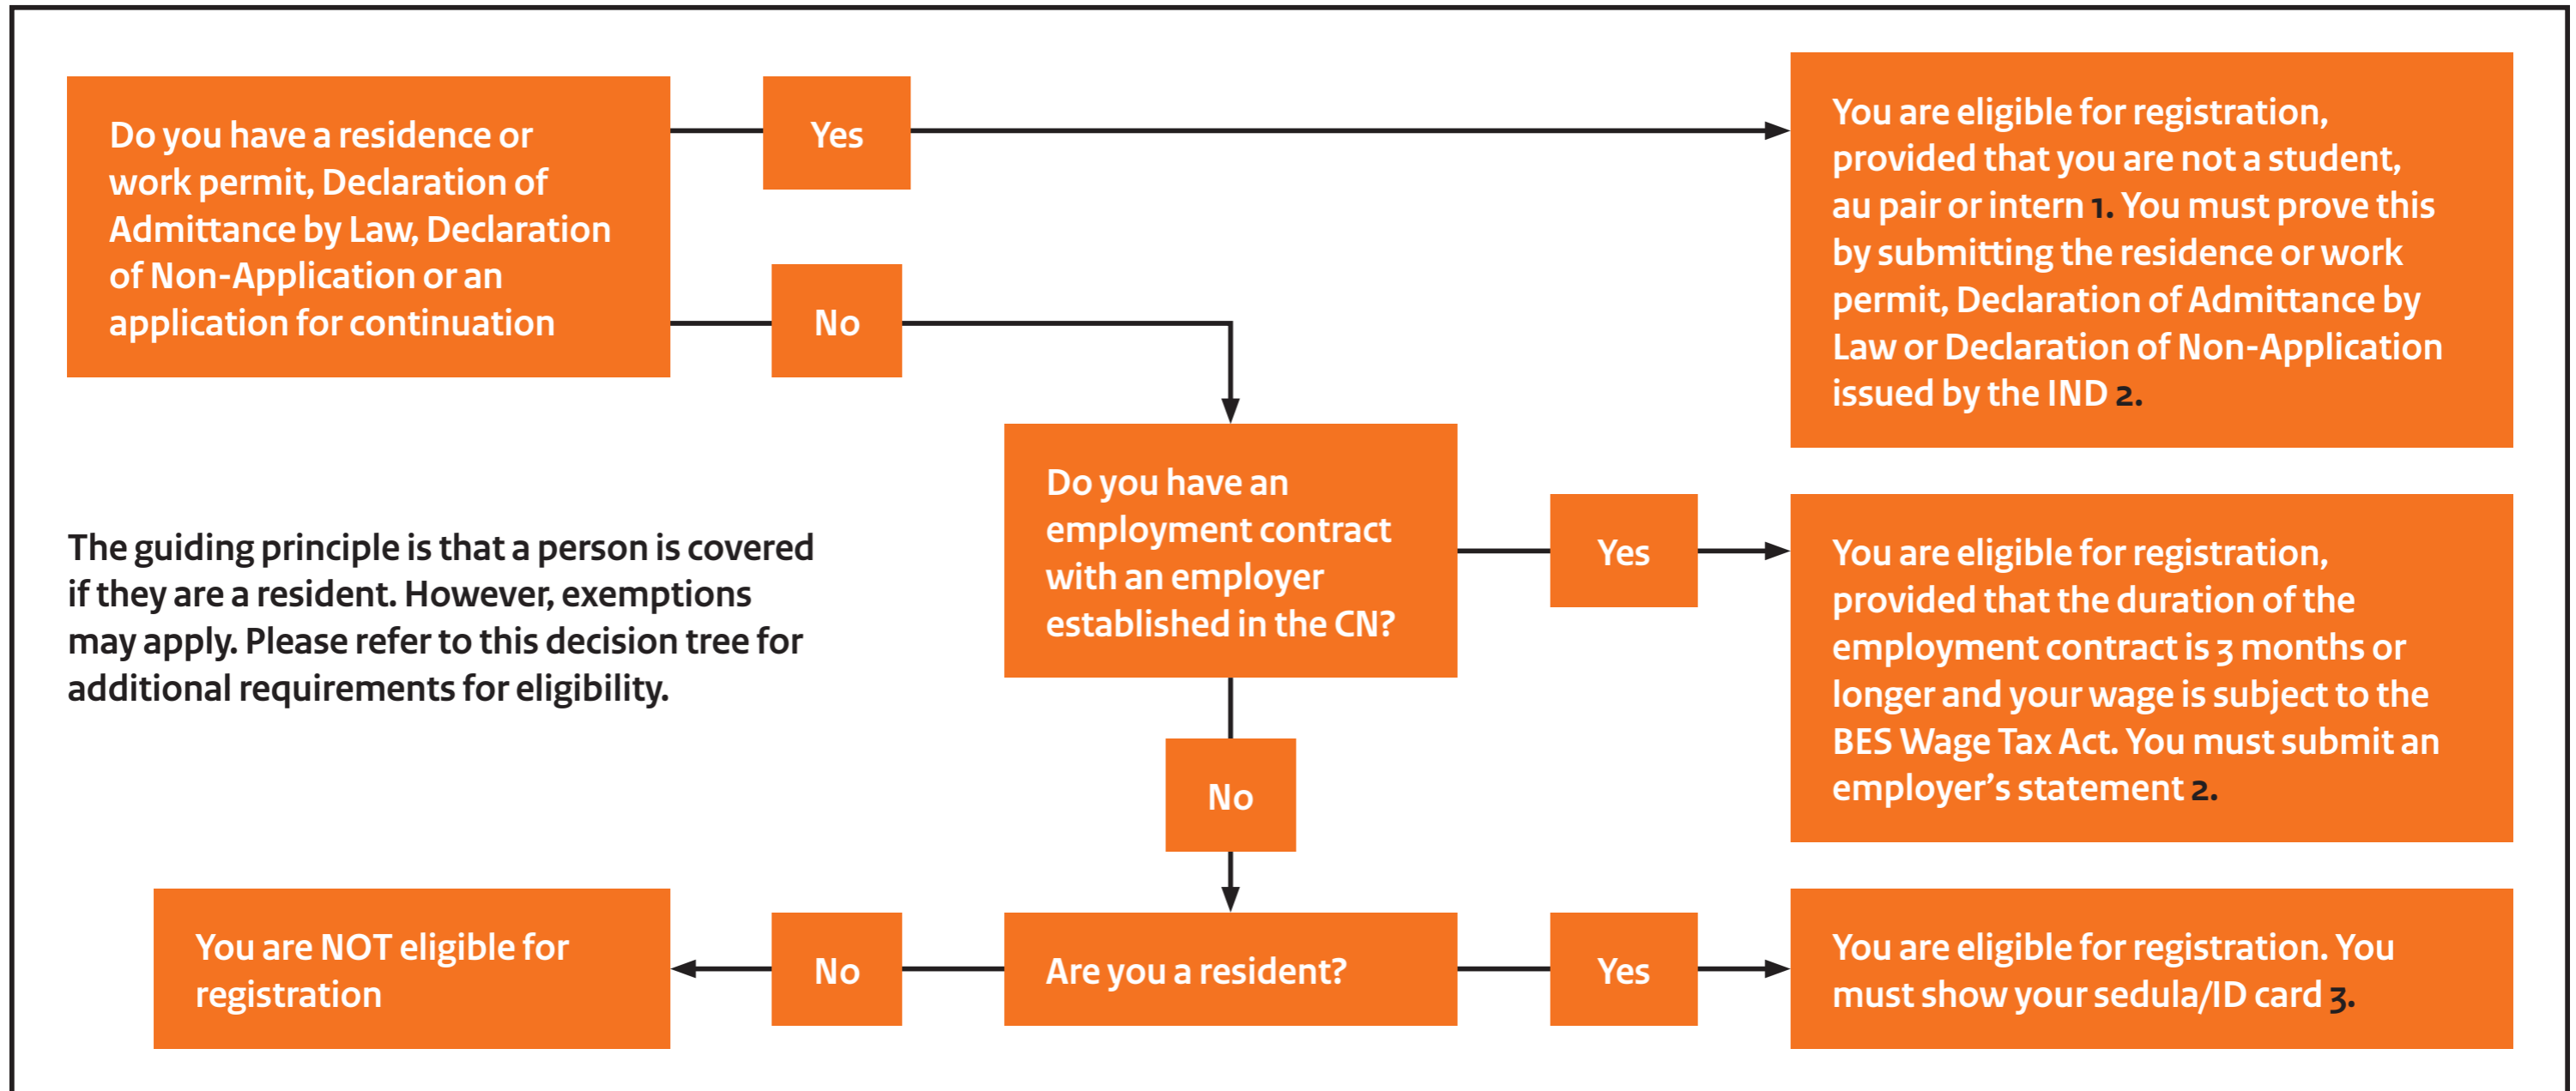 Do you have a residence or
work permit, Declaration of
Admittance by Law, Declaration
of Non-Application or an
application for continuation
Yes
You are eligible for registration,
provided that you are not a student,
au pair or intern 1. You must prove this
by submitting the residence or work
permit, Declaration of Admittance by
Law or Declaration of Non-Application
issued by the IND 2.
No
Do you have an
employment contract
with an employer
established in the CN?
Yes
You are eligible for registration,
provided that the duration of the
employment contract is 3 months or
longer and your wage is subject to the
BES Wage Tax Act. You must submit an
employer’s statement 2.
The guiding principle is that a person is covered
if they are a resident. However, exemptions
may apply. Please refer to this decision tree for
additional requirements for eligibility.
No
Are you a resident?
Yes
You are eligible for registration. You
must show your sedula/ID card 3.
No
You are NOT eligible for
registration